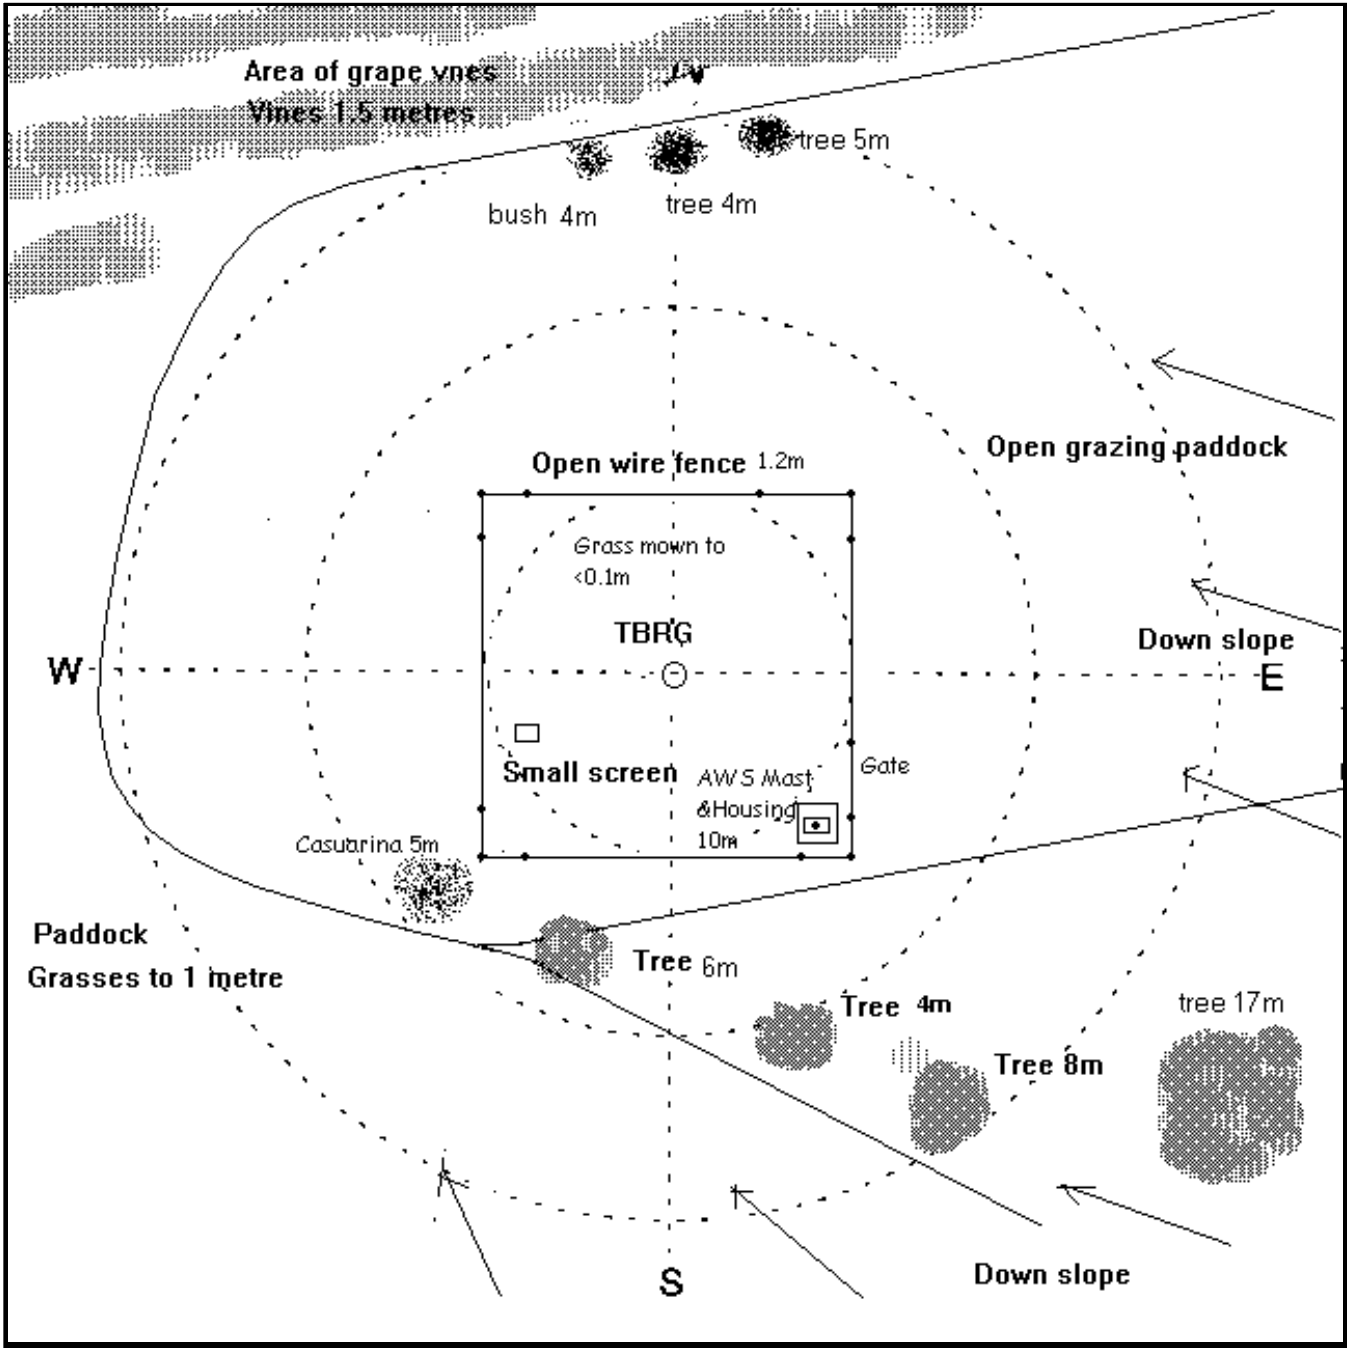 Area of grape vnes
Vines 1.5 metres
N
tree 5m
bush 4m
tree 4m
Open grazing paddock
Open wire fence 1.2m
Grass mown to
<0.1m
TBRG
Down slope
W
E
Small screen
AWS Mast
&Housing
10m
Gate
Casuarina 5m
Paddock
Grasses to 1 metre
Tree 6m
Tree 4m
tree 17m
Tree 8m
S
Down slope